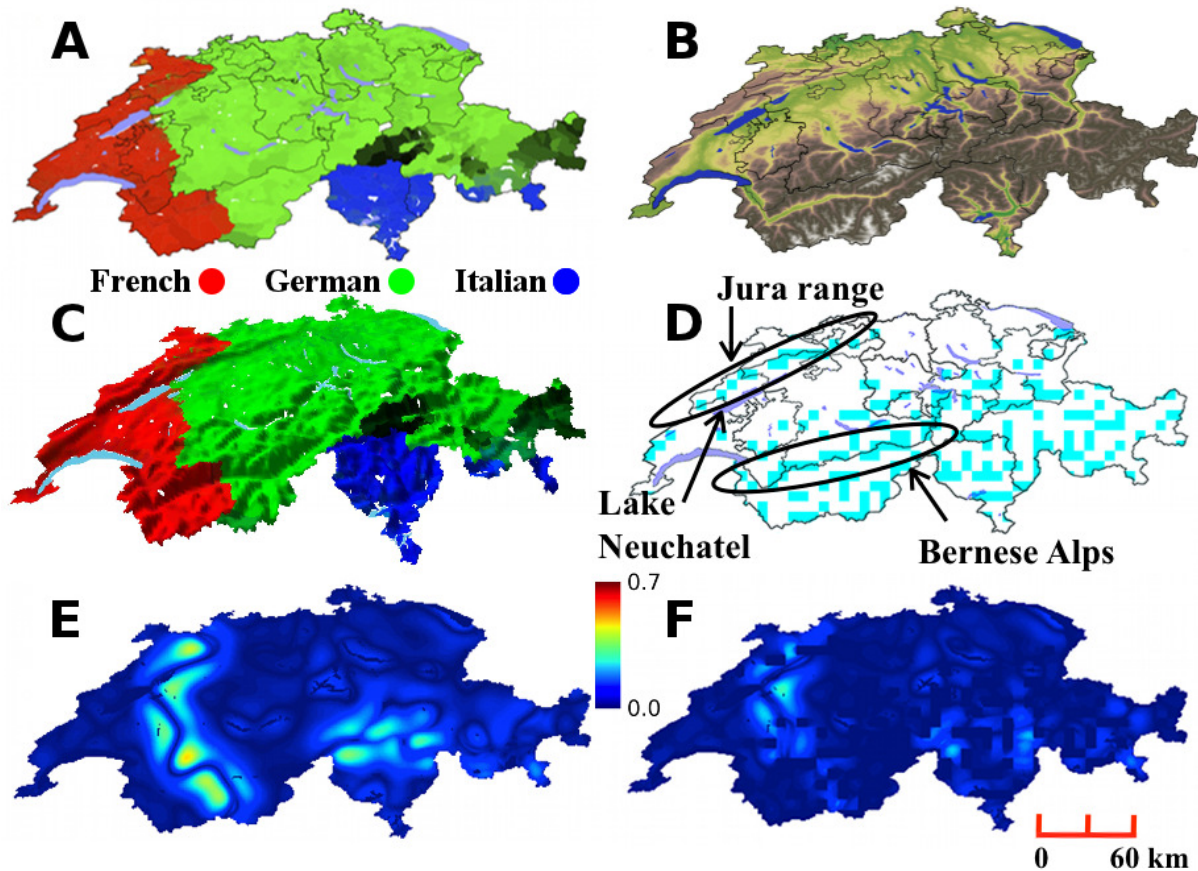 A
B
French
German
Italian
C
D
Jura range
Lake
Neuchatel
Bernese Alps
E
0.7
0.0
F
0 60 km